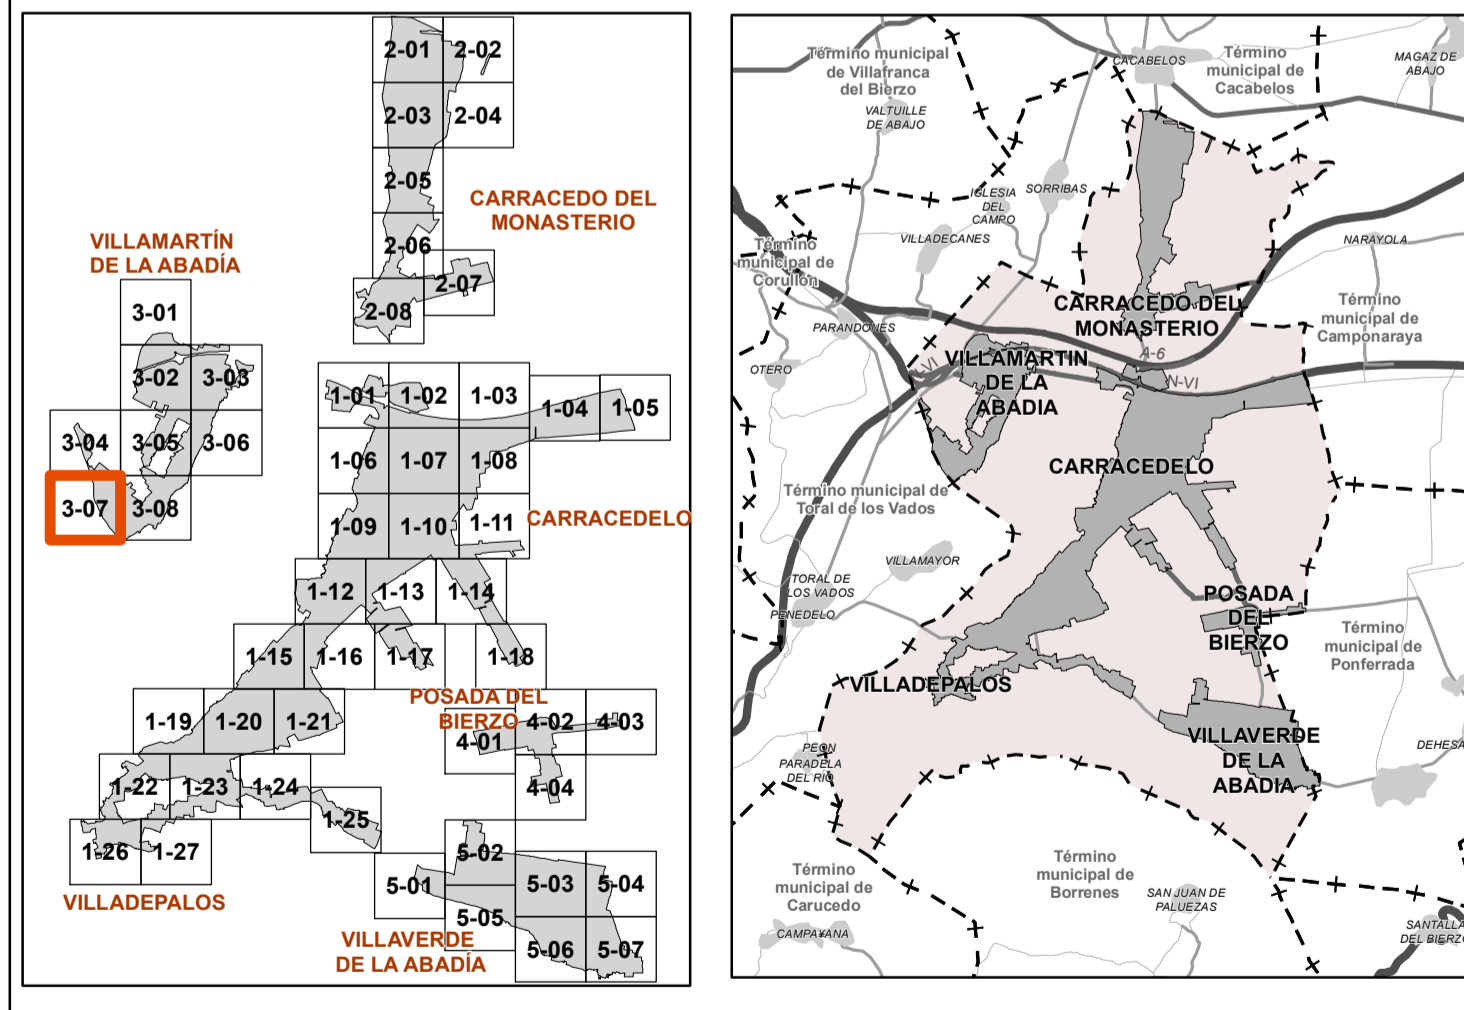 2-01
2-02
2-03
2-04
2-05
CARRACEDO DEL
MONASTERIO
2-06
2-07
2-08
VILLAMARTÍN
DE LA ABADÍA
3-01
3-02
3-03
3-04
3-05
3-06
3-07
3-08
1-01
1-02
1-03
1-04
1-05
1-06
1-07
1-08
1-09
1-10
1-11
CARRACEDELO
1-12
1-13
1-14
1-15
1-16
1-17
1-18
POSADA DEL
BIERZO
1-19
1-20
1-21
4-01
4-02
4-03
4-04
1-22
1-23
1-24
1-25
1-26
1-27
VILLADEPALOS
5-01
5-02
5-03
5-04
5-05
5-06
5-07
VILLAVERDE
DE LA ABADÍA
Término municipal
de Villafranca
del Bierzo
CACABELOS
Término
municipal de
Cacabelos
MAGAZ DE
ABAJO
VALTUILLE
DE ABAJO
IGLESIA
DEL
CAMPO
SORRIBAS
VILLADECANES
NARAYOLA
Término
municipal de
Corullón
CARRACEDO DEL
MONASTERIO
Término
municipal de
Camponaraya
PARANDONES
A-6
OTERO
VILLAMARTIN
DE LA
ABADIA
N-VI
CARRACEDELO
Término municipal de
Toral de los Vados
VILLAMAYOR
TORAL DE
LOS VADOS
PENEDELO
POSADA
DEL
BIERZO
Término
municipal de
Ponferrada
VILLADEPALOS
PEON
PARADELA
DEL RÍO
VILLAVERDE
DE LA
ABADIA
DEHESA
Término
municipal de
Carucedo
Término
municipal de
Borrenes
SAN JUAN DE
PALUEZAS
CAMPA¥ANA
SANTALLA
DEL BIERZO